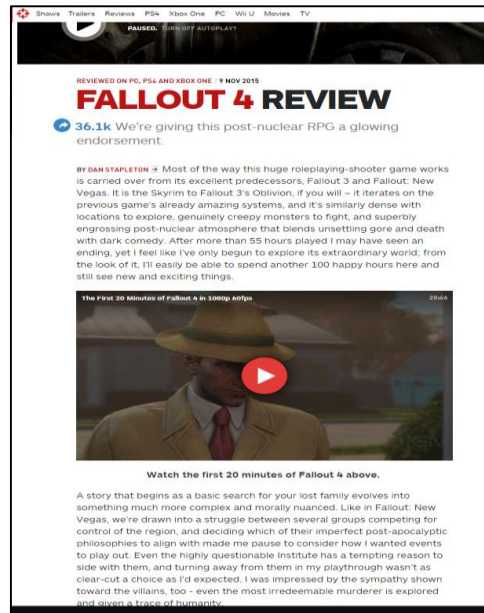 Shows Trailers Reviews PS4 Xbox One PC Wii U Movies TV
PAUSED. TURN OFF AUTOPLAY?
REVIEWED ON PC, PS4 AND XBOX ONE / 9 NOV 2015
FALLOUT 4 REVIEW
36.1k We're giving this post-nuclear RPG a glowing
endorsement.
BY DAN STAPLETON Most of the way this huge roleplaying-shooter game works
is carried over from its excellent predecessors, Fallout 3 and Fallout: New
Vegas. It is the Skyrim to Fallout 3's Oblivion, if you will – it iterates on the
previous game's already amazing systems, and it's similarly dense with
locations to explore, genuinely creepy monsters to fight, and superbly
engrossing post-nuclear atmosphere that blends unsettling gore and death
with dark comedy. After more than 55 hours played I may have seen an
ending, yet I feel like I've only begun to explore its extraordinary world; from
the look of it, I'll easily be able to spend another 100 happy hours here and
still see new and exciting things.
The First 20 Minutes of Fallout 4 in 1080p 60fps
IGN
Watch the first 20 minutes of Fallout 4 above.
A story that begins as a basic search for your lost family evolves into
something much more complex and morally nuanced. Like in Fallout: New
Vegas, we're drawn into a struggle between several groups competing for
control of the region, and deciding which of their imperfect post-apocalyptic
philosophies to align with made me pause to consider how I wanted events
to play out. Even the highly questionable Institute has a tempting reason to
side with them, and turning away from them in my playthrough wasn't as
clear-cut a choice as I'd expected. I was impressed by the sympathy shown
toward the villains, too - even the most irredeemable murderer is explored
and given a trace of humanity.